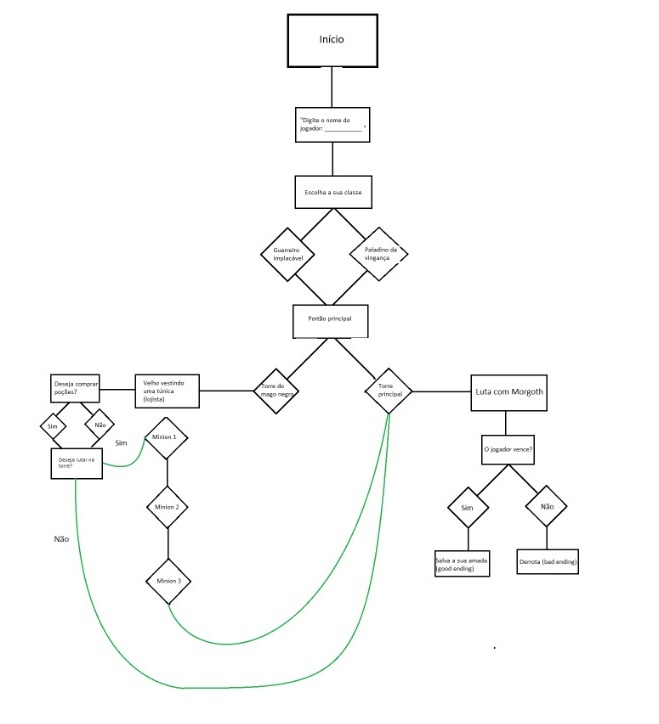 Início
"Digite o nome do
jogador: __________ "
Escolha a sua classe
Guerreiro
implacável
Paladino da
vingança
Portão principal
Deseja comprar
poções?
Velho vestindo
uma túnica
(lojista)
Torre do
mago negro
Torre
principal
Luta com Morgoth
Sim
Não
Sim
Minion 1
Deseja lutar na
torre?
O jogador vence?
Minion 2
Sim
Não
Não
Minion 3
Salva a sua amada
(good ending)
Derrota (bad ending)